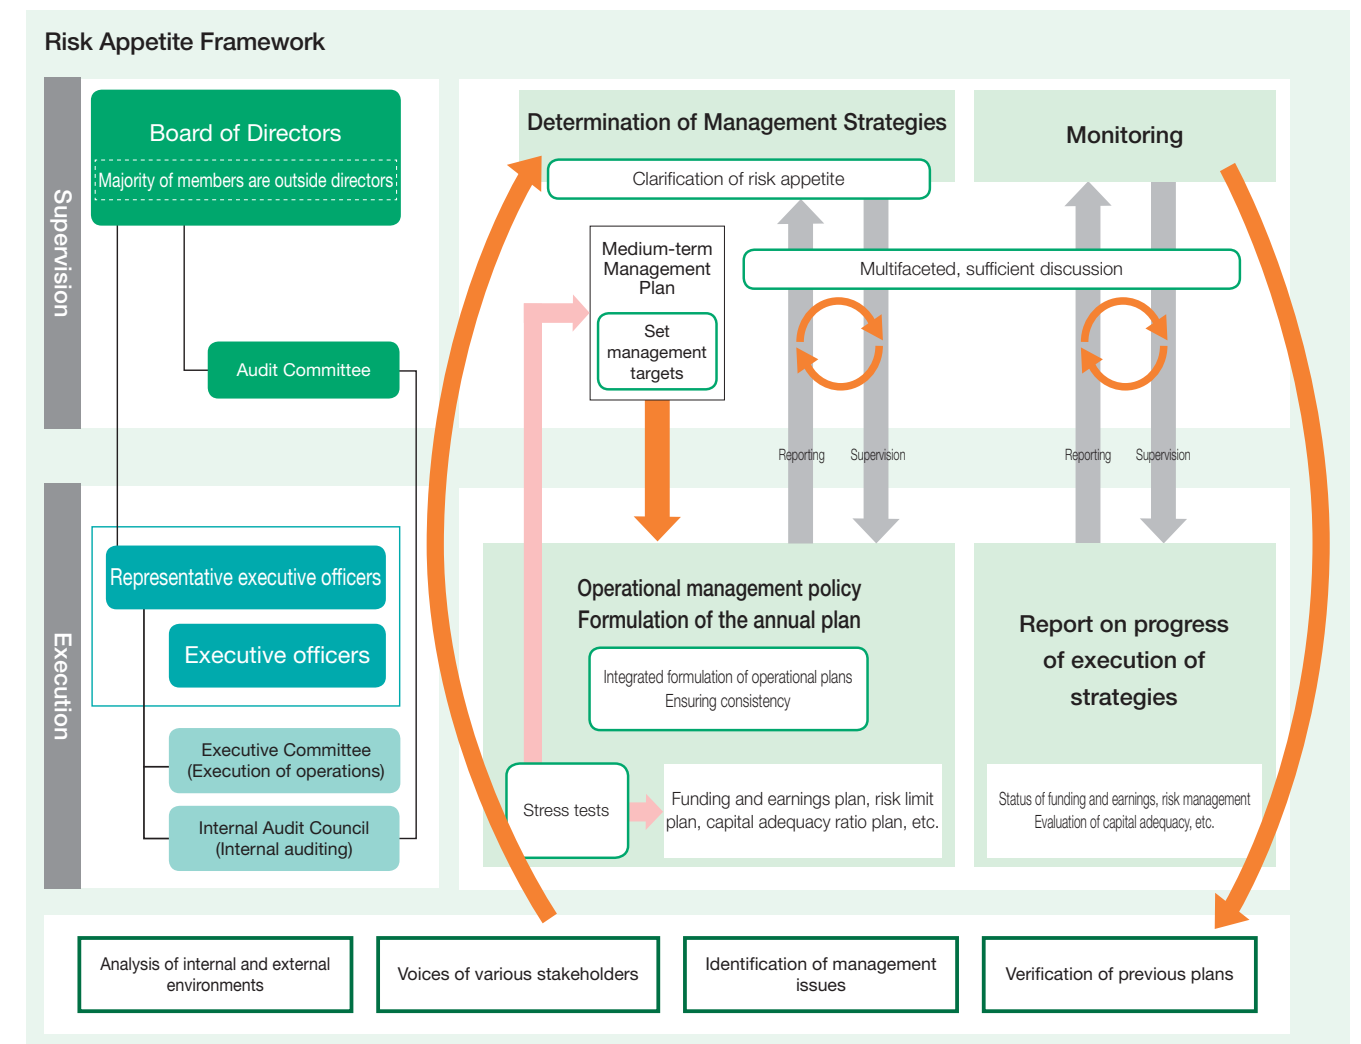 Risk Appetite Framework
Supervision
Board of Directors
Majority of members are outside directors
Audit Committee
Determination of Management Strategies
Clarification of risk appetite
Monitoring
Medium-term
Management
Plan
Set
management
targets
Multifaceted, sufficient discussion
Reporting
Supervision
Reporting
Supervision
Execution
Representative executive officers
Executive officers
Executive Committee
(Execution of operations)
Internal Audit Council
(Internal auditing)
Operational management policy
Formulation of the annual plan
Integrated formulation of operational plans
Ensuring consistency
Stress tests
Funding and earnings plan, risk limit
plan, capital adequacy ratio plan, etc.
Report on progress
of execution of
strategies
Status of funding and earnings, risk management
Evaluation of capital adequacy, etc.
Analysis of internal and external
environments
Voices of various stakeholders
Identification of management
issues
Verification of previous plans